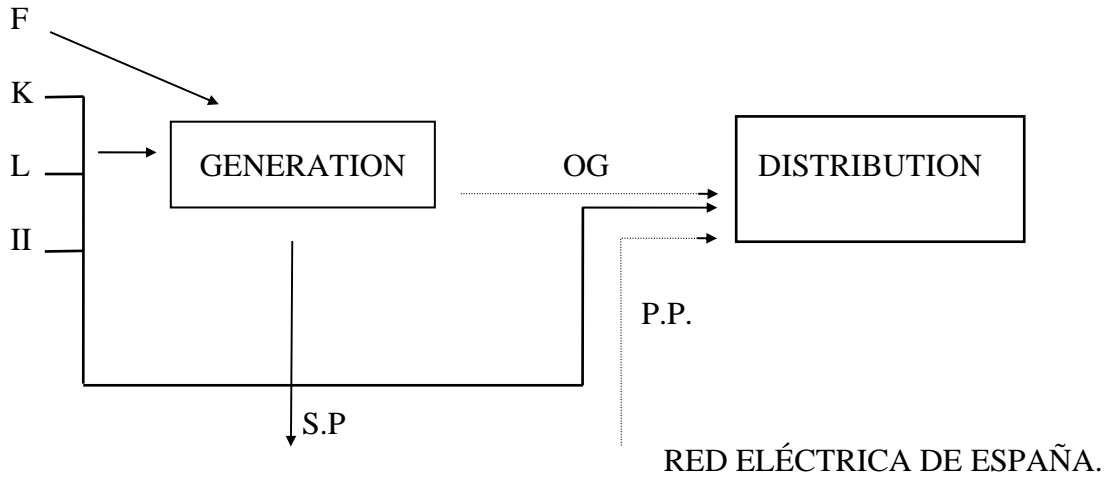 F
K
L
II
GENERATION
OG
DISTRIBUTION
P.P.
S.P
RED ELÉCTRICA DE ESPAÑA.